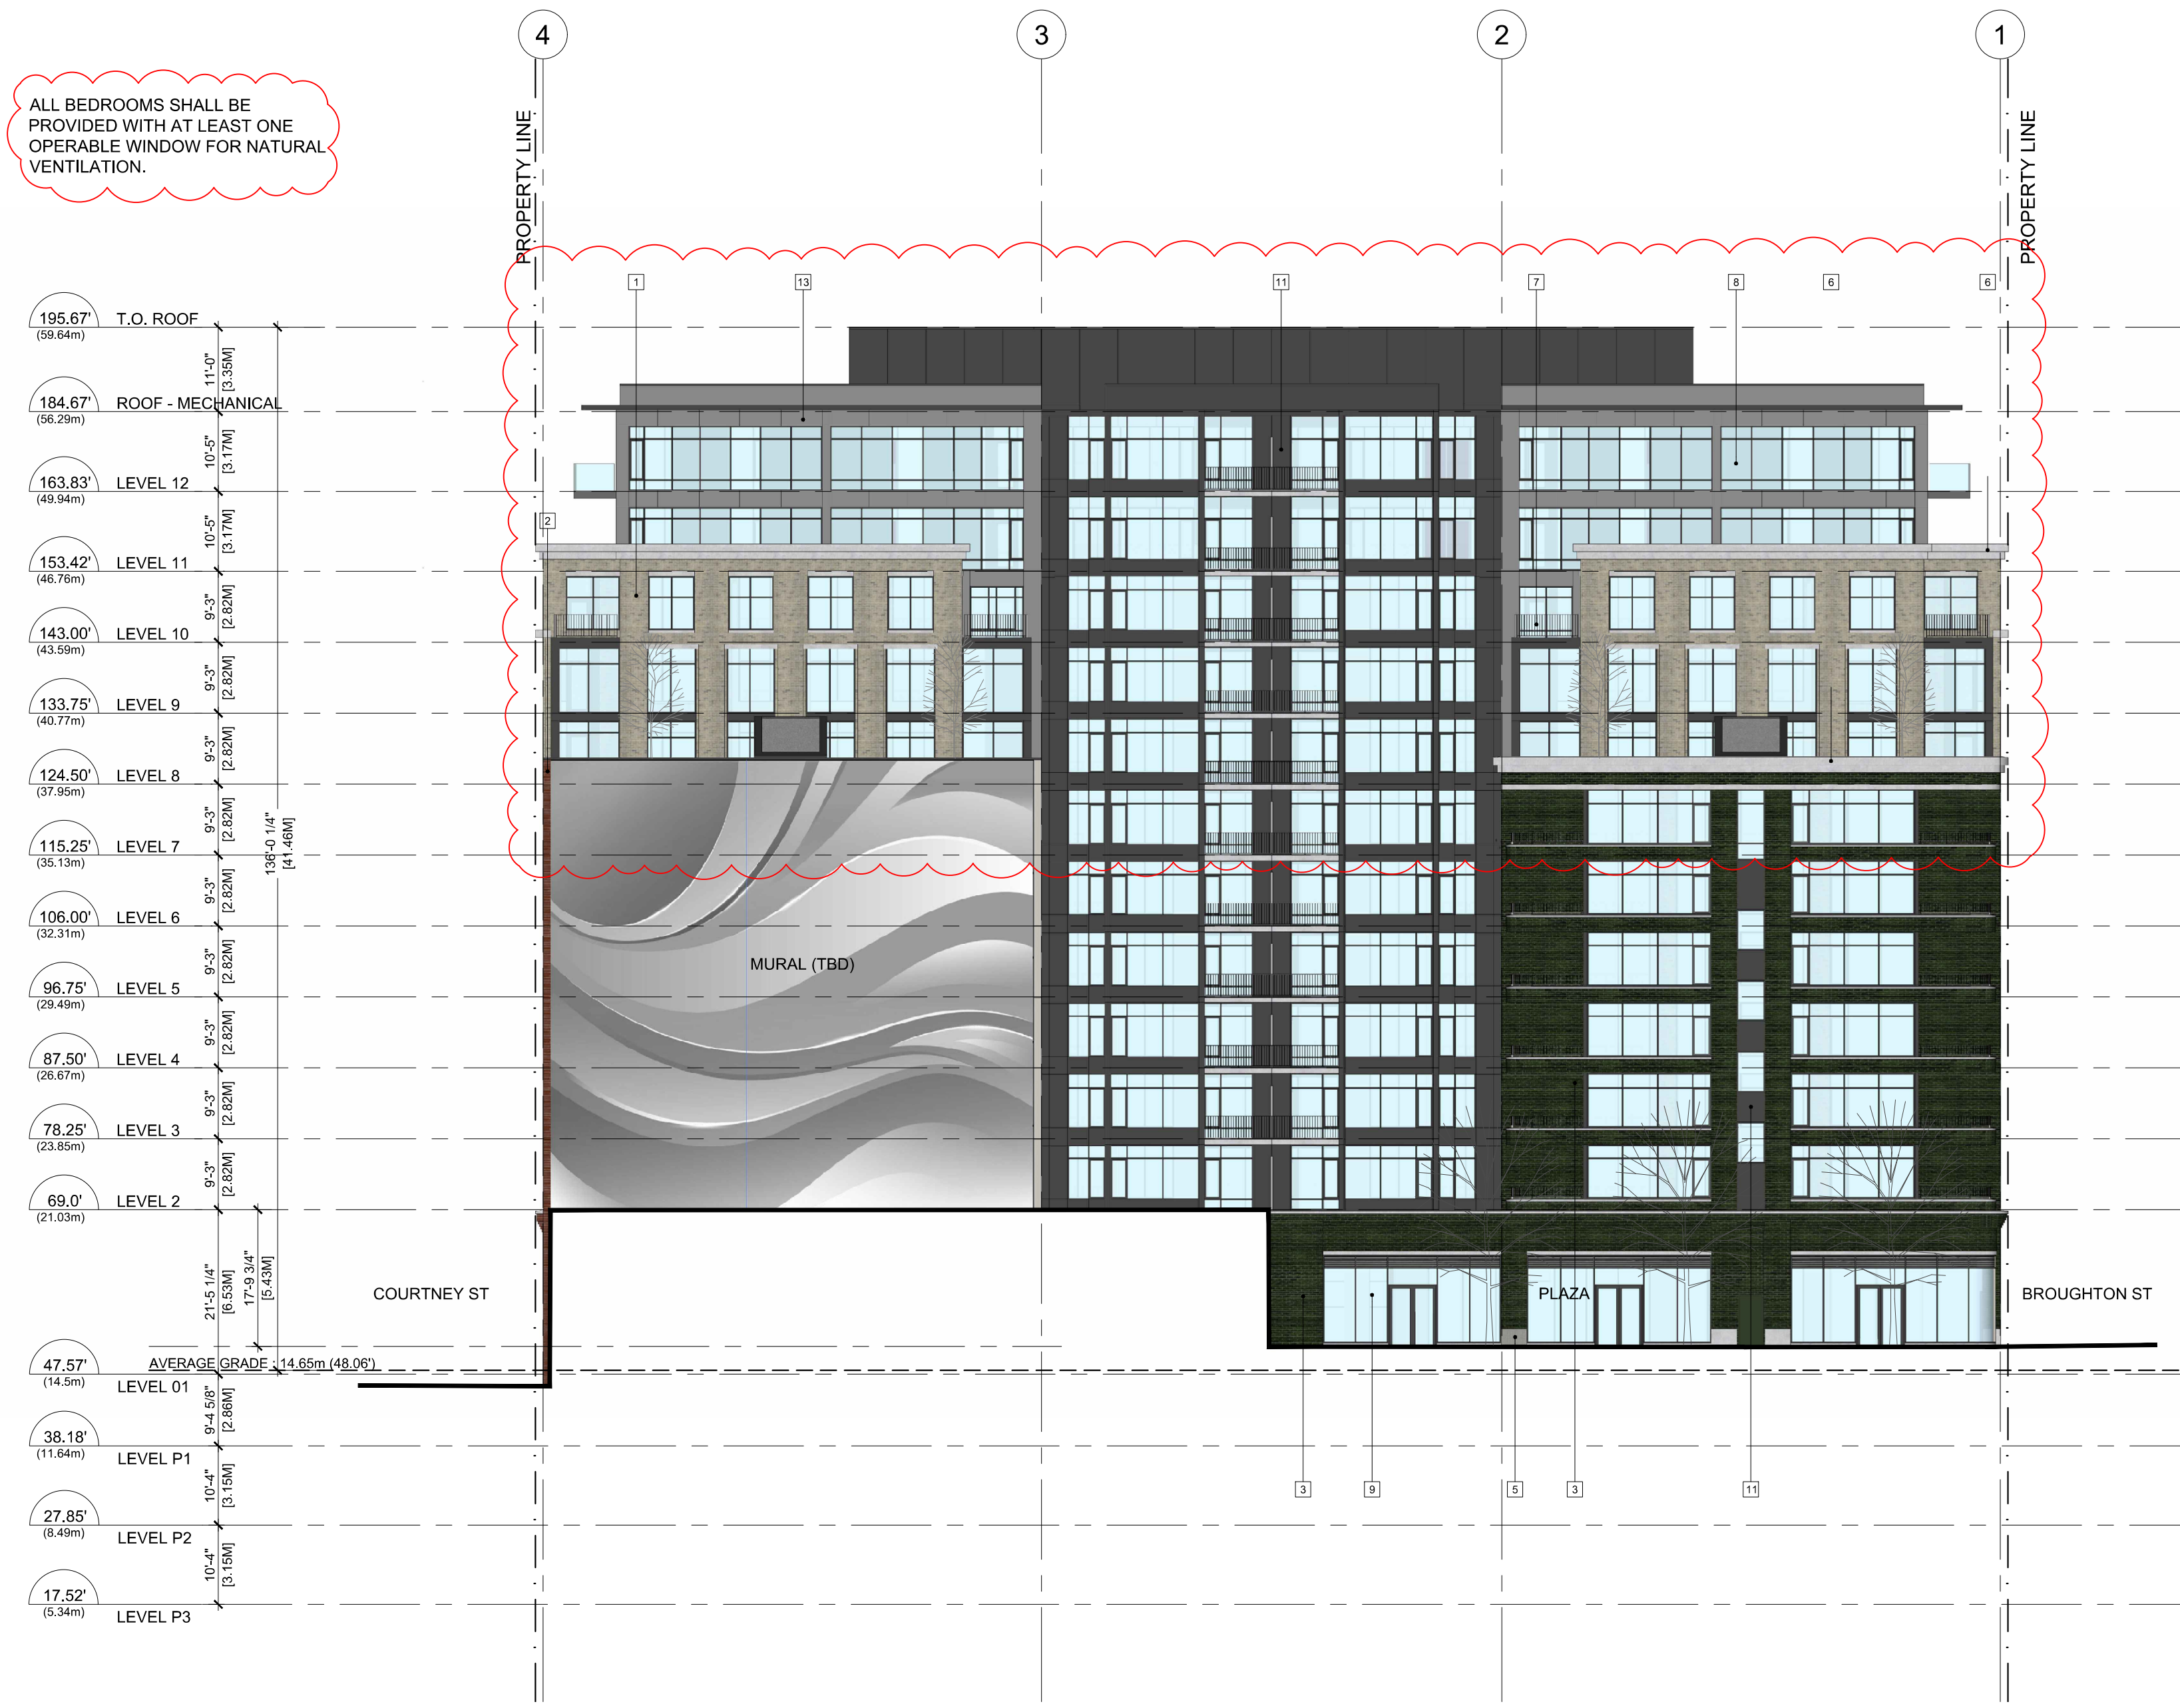 4
3
2
1
ALL BEDROOMS SHALL BE
PROVIDED WITH AT LEAST ONE
OPERABLE WINDOW FOR NATURAL
VENTILATION.
PROPERTY LINE
PROPERTY LINE
1
13
11
7
8
6
6
195.67' T.O. ROOF
(59.64m)
11'-0"
[3.35M]
184.67' ROOF - MECHANICAL
(56.29m)
10'-5"
[3.17M]
163.83' LEVEL 12
(49.94m)
2
10'-5"
[3.17M]
153.42' LEVEL 11
(46.76m)
9'-3"
[2.82M]
143.00' LEVEL 10
(43.59m)
9'-3"
[2.82M]
133.75' LEVEL 9
(40.77m)
9'-3"
[2.82M]
124.50' LEVEL 8
(37.95m)
9'-3"
[2.82M]
136'-0 1/4"
[41.46M]
115.25' LEVEL 7
(35.13m)
9'-3"
[2.82M]
106.00' LEVEL 6
(32.31m)
9'-3"
[2.82M]
MURAL (TBD)
96.75' LEVEL 5
(29.49m)
9'-3"
[2.82M]
87.50' LEVEL 4
(26.67m)
9'-3"
[2.82M]
78.25' LEVEL 3
(23.85m)
9'-3"
[2.82M]
69.0' LEVEL 2
(21.03m)
21'-5 1/4"
[6.53M]
17'-9 3/4"
[5.43M]
COURTNEY ST
PLAZA
BROUGHTON ST
AVERAGE GRADE : 14.65m (48.06')
47.57'
(14.5m)
LEVEL 01
9'-4 5/8"
[2.86M]
38.18'
(11.64m)
LEVEL P1
10'-4"
[3.15M]
3
9
5
3
11
27.85'
(8.49m)
LEVEL P2
10'-4"
[3.15M]
17.52'
(5.34m)
LEVEL P3